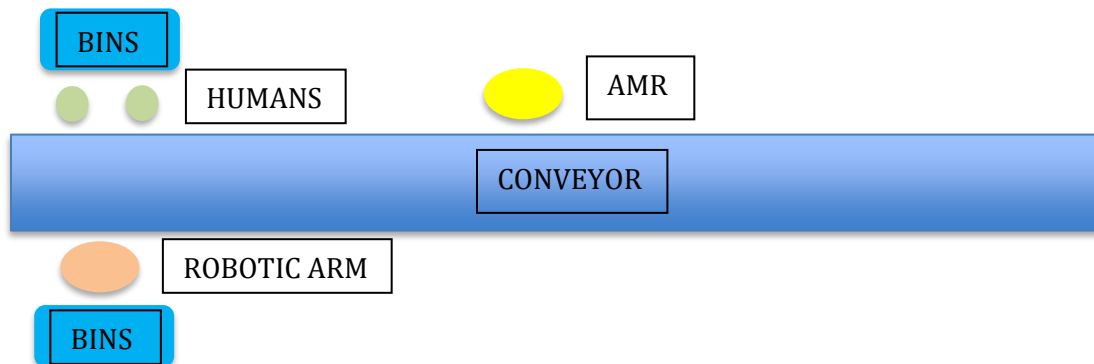 BINS
HUMANS
AMR
CONVEYOR
ROBOTIC ARM
BINS